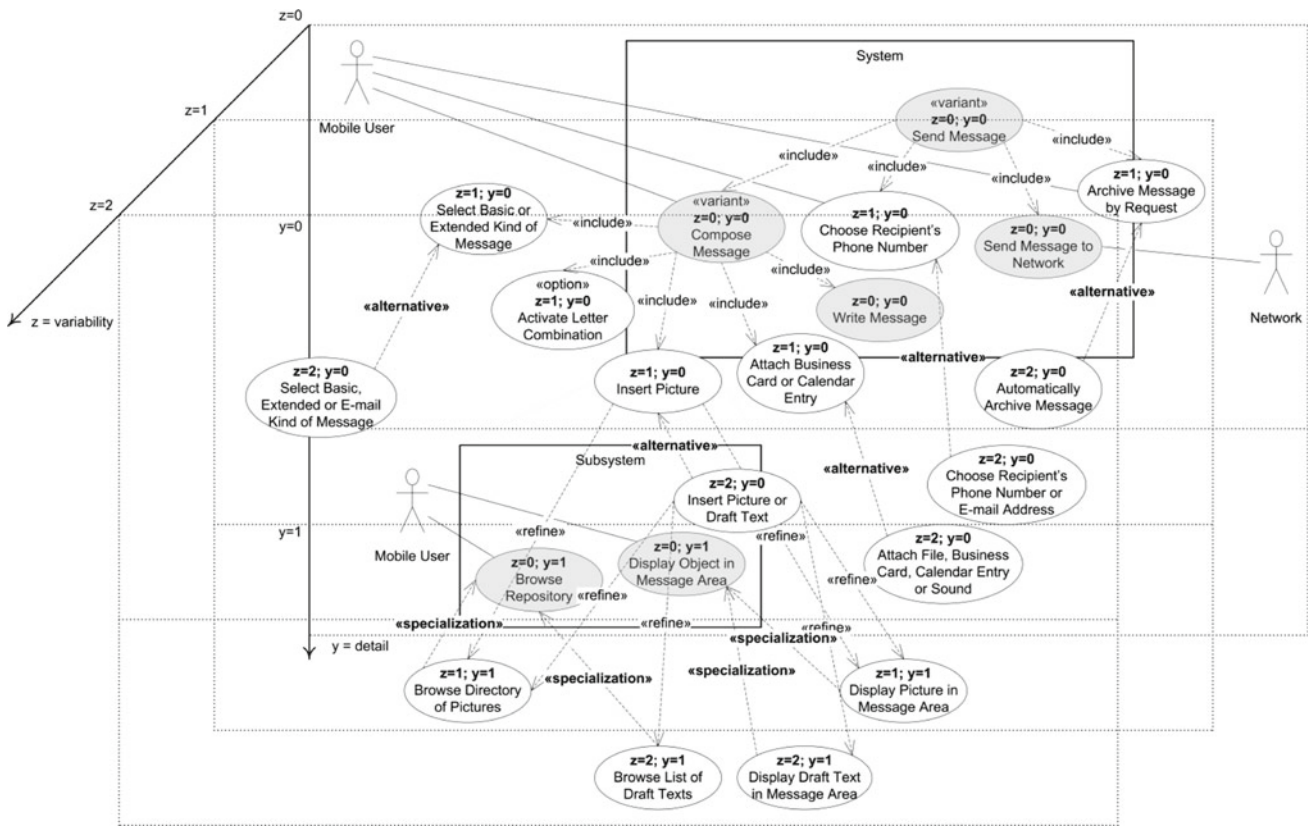 z=0
System
z=1
Mobile User
«variant»
z=0; y=0
Send Message
«include»
«include»
«include»
«include»
z=2
z=1; y=0
Select Basic or
Extended Kind of
Message
«variant»
z=0; y=0
Compose
Message
z=1; y=0
Choose Recipient's
Phone Number
z=1; y=0
Archive Message
by Request
y=0
«include»
z=0; y=0
Send Message to
Network
«include»
«include»
«option»
z=1; y=0
Activate Letter
Combination
«include»
«include»
z=0; y=0
Write Message
«alternative»
«alternative»
z = variability
Network
z=2; y=0
Select Basic,
Extended or E-mail
Kind of Message
z=1; y=0
Insert Picture
z=1; y=0
Attach Business
Card or Calendar
Entry
«alternative»
z=2; y=0
Automatically
Archive Message
«alternative»
Subsystem
«alternative»
z=2; y=0
Choose Recipient's
Phone Number or
E-mail Address
z=2; y=0
Insert Picture or
Draft Text
Mobile User
y=1
«refine»
«refine»
z=0; y=1
Display Object in
Message Area
z=2; y=0
Attach File, Business
Card, Calendar Entry
or Sound
z=0; y=1
Browse
Repository
«refine»
«refine»
«specialization»
«refine»
«refine»
«specialization»
y = detail
z=1; y=1
Browse Directory
of Pictures
«specialization»
«specialization»
z=1; y=1
Display Picture in
Message Area
z=2; y=1
Browse List of
Draft Texts
z=2; y=1
Display Draft Text
in Message Area